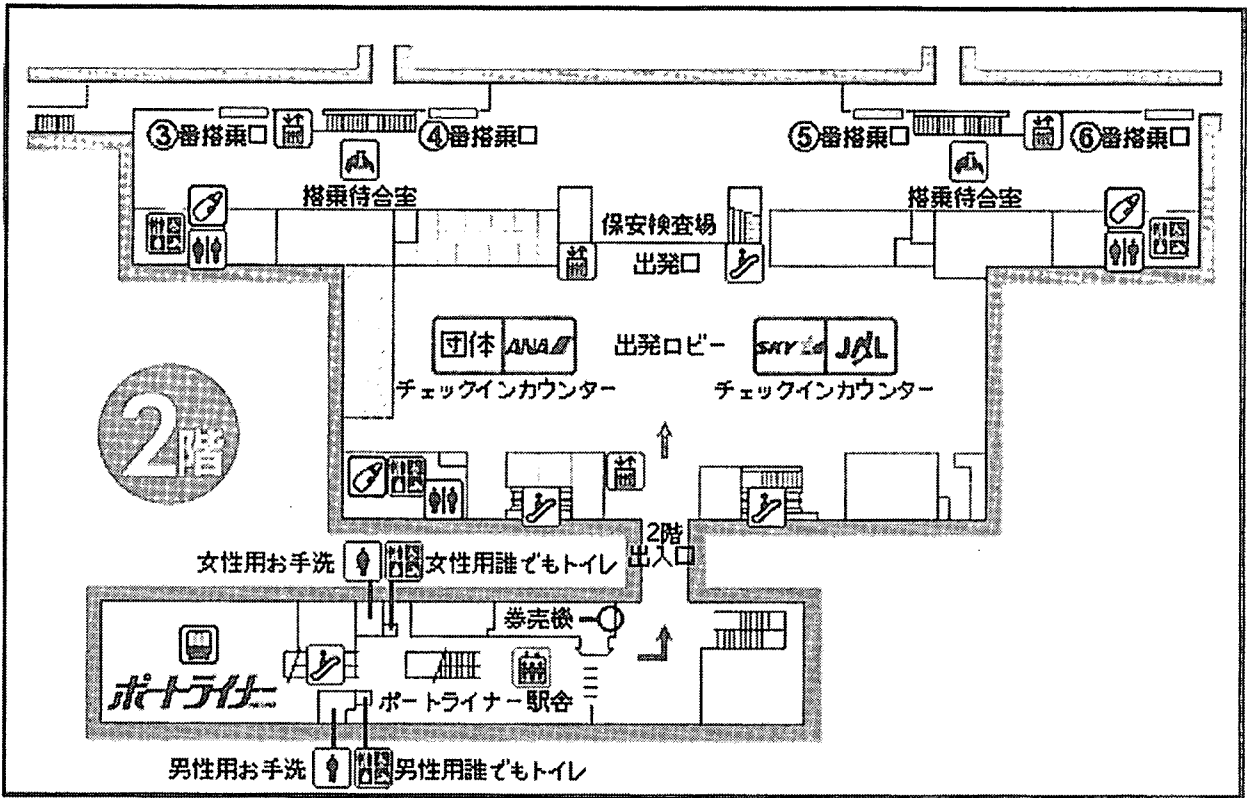 ③番搭乗口
④番搭乗口
⑤番搭乗口
⑥番搭乗口
搭乗待合室
搭乗待合室
保安検査場
出発口
団体 ANA
出発ロビー
SKY JAL
チェックインカウンター
チェックインカウンター
2階
2階
出入口
女性用お手洗
女性用誰でもトイレ
券売機
ポートライナー
ポートライナー駅舎
男性用お手洗
男性用誰でもトイレ